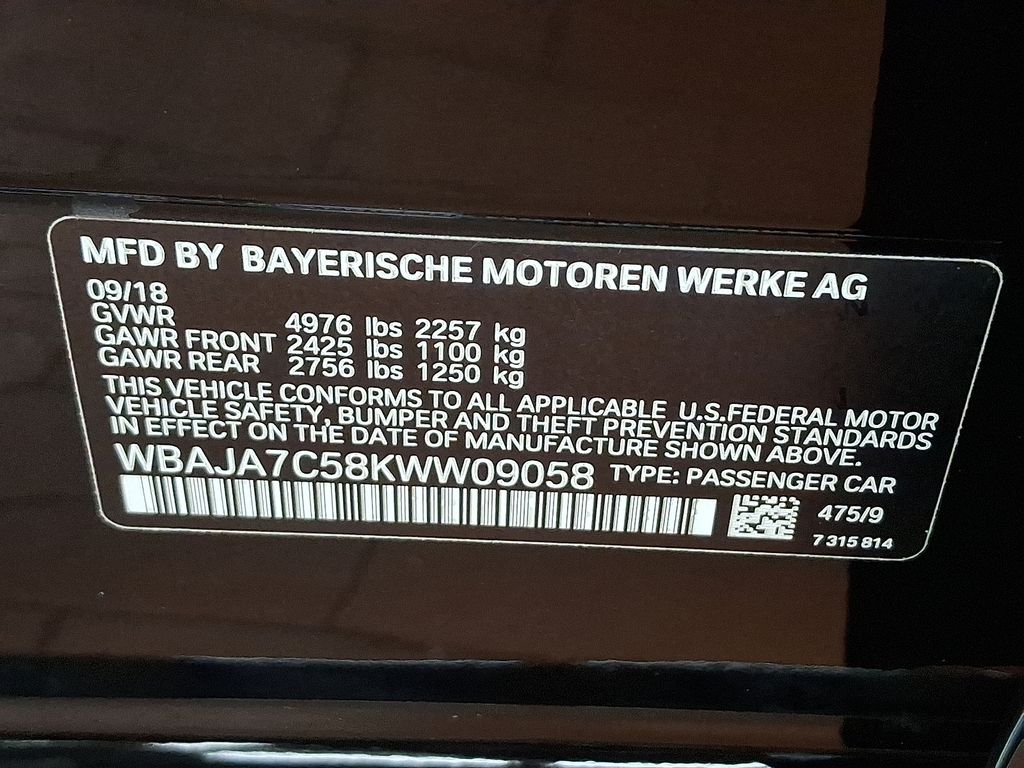 MFD BY BAYERISCHE MOTOREN WERKE AG
09/18
GVWR 4976 lbs 2257 kg
GAWR FRONT 2425 lbs 1100 kg
GAWR REAR 2756 lbs 1250 kg
THIS VEHICLE CONFORMS TO ALL APPLICABLE U.S.FEDERAL MOTOR
VEHICLE SAFETY, BUMPER AND THEFT PREVENTION STANDARDS
IN EFFECT ON THE DATE OF MANUFACTURE SHOWN ABOVE.
WBAJA7C58KWW09058 TYPE: PASSENGER CAR
475/9
7 315 814